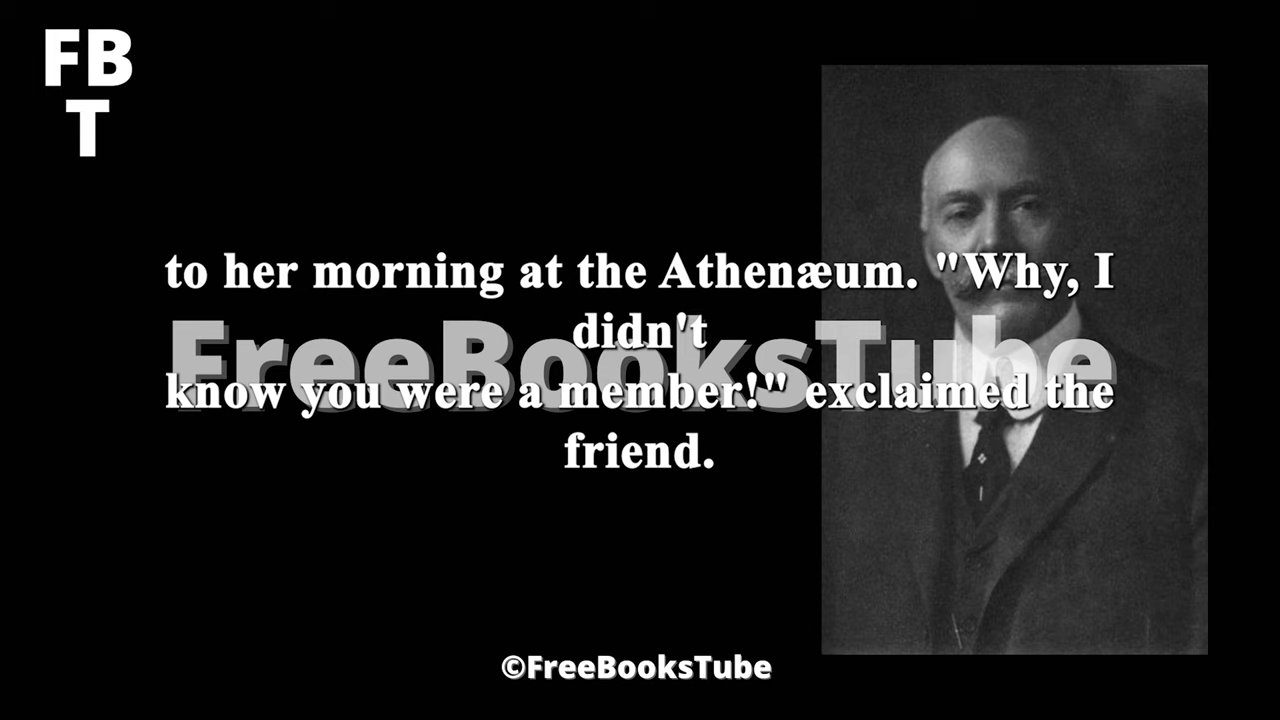 FB
T
to her morning at the Athenæum. "Why, I
didn't
FreeBooksTube
know you were a member!" exclaimed the
friend.
©FreeBooksTube